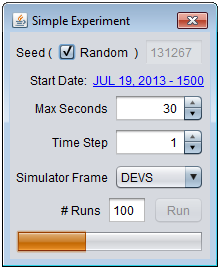 Simple Experiment
Seed ( Random ) 131267
Start Date: JUL 19, 2013 - 1500
Max Seconds 30
Time Step 1
Simulator Frame DEVS
# Runs 100 Run